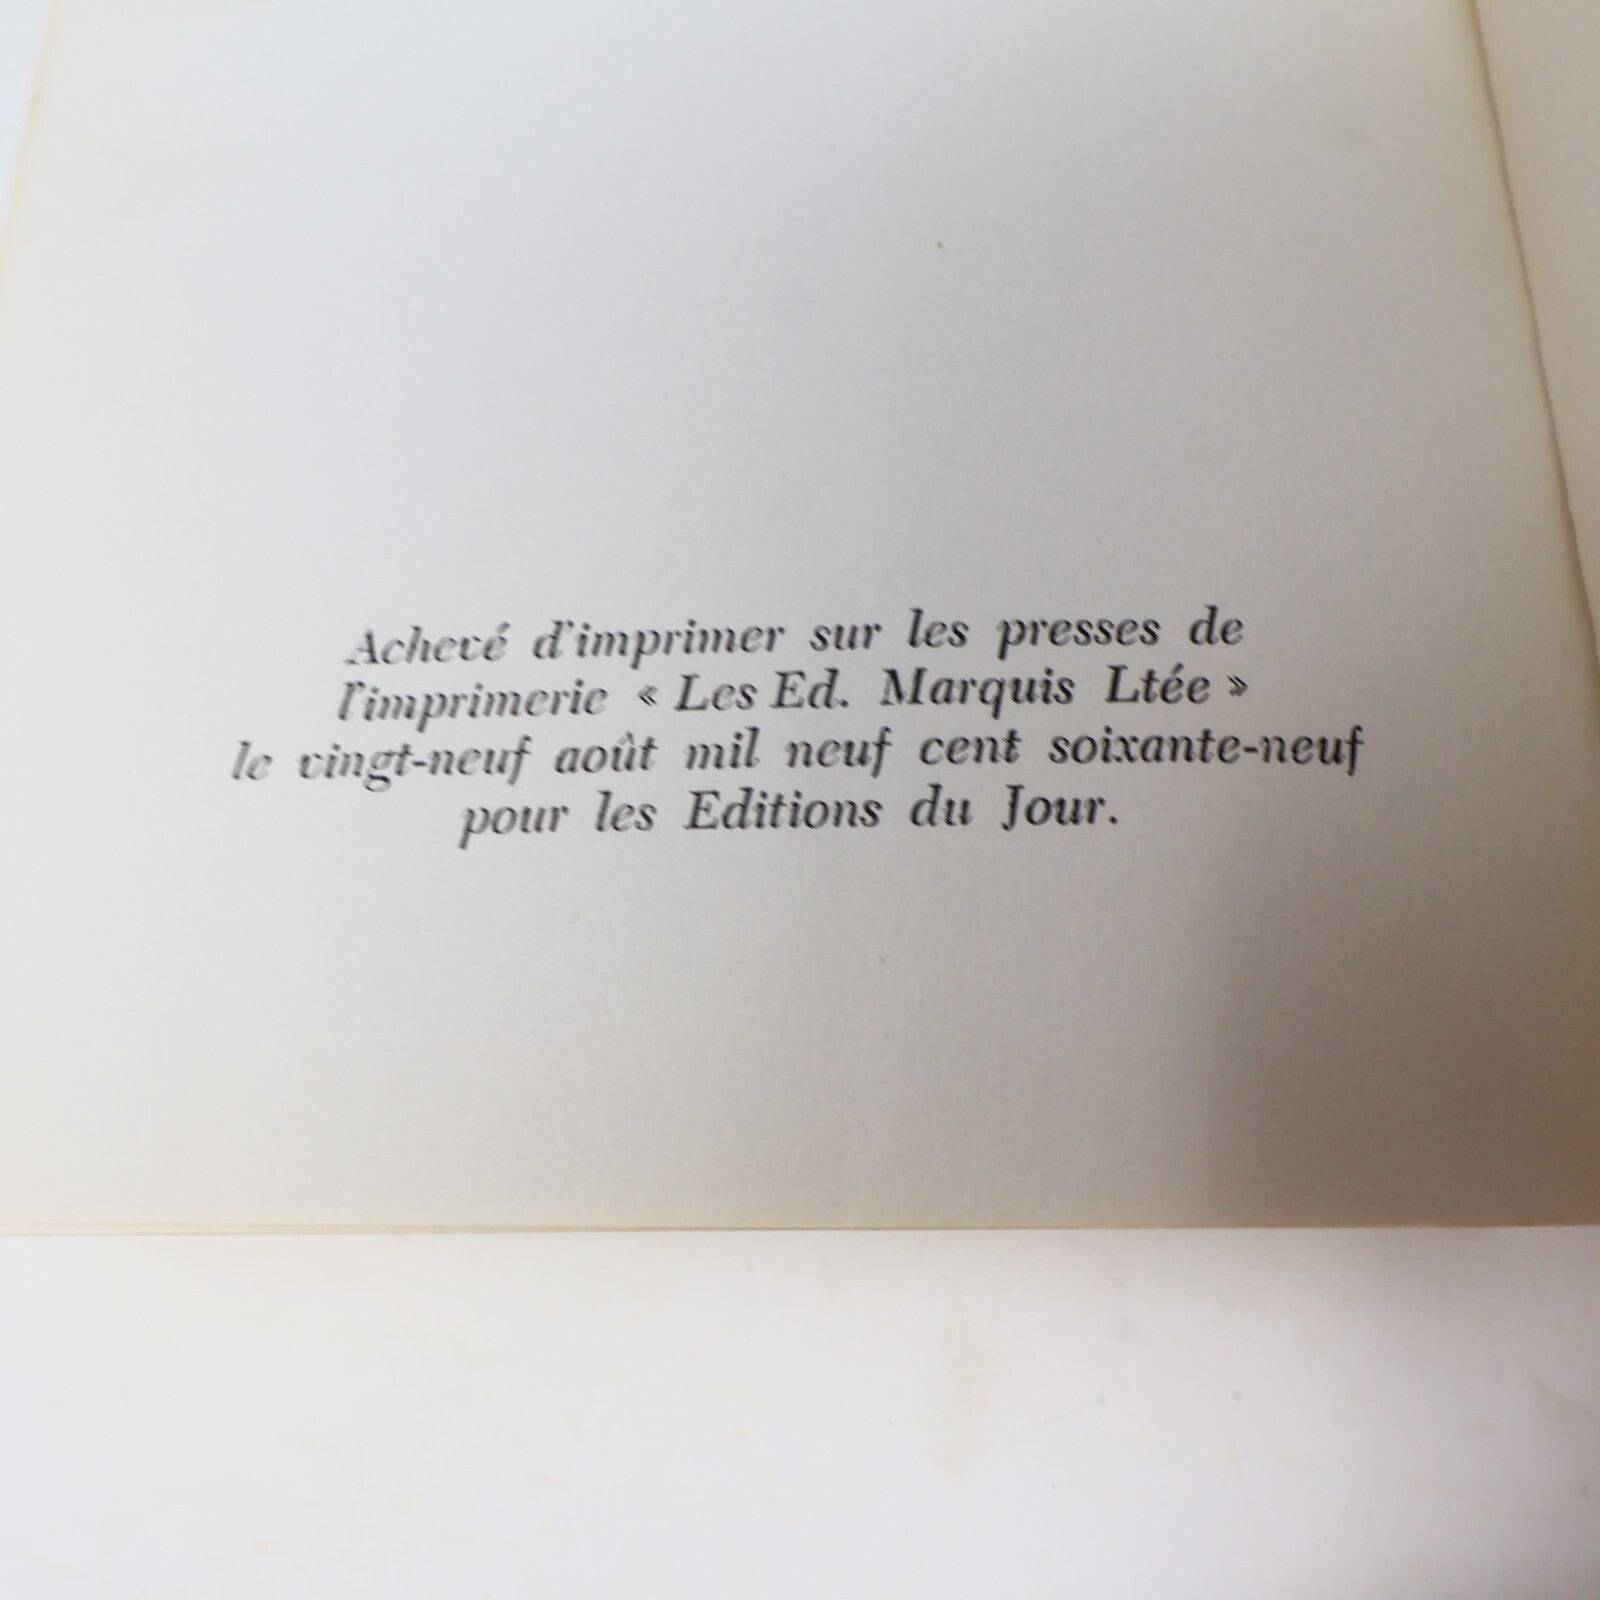 Achevé d'imprimer sur les presses de
l'imprimerie « Les Ed. Marquis Ltée »
le vingt-neuf août mil neuf cent soixante-neuf
pour les Editions du Jour.